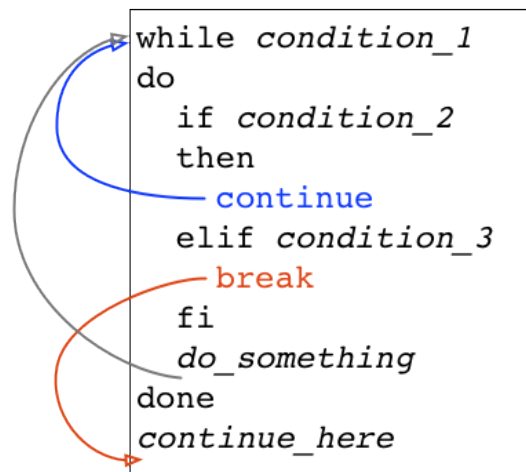 while condition_1
do
if condition_2
then
continue
elif condition_3
break
fi
do_something
done
continue_here